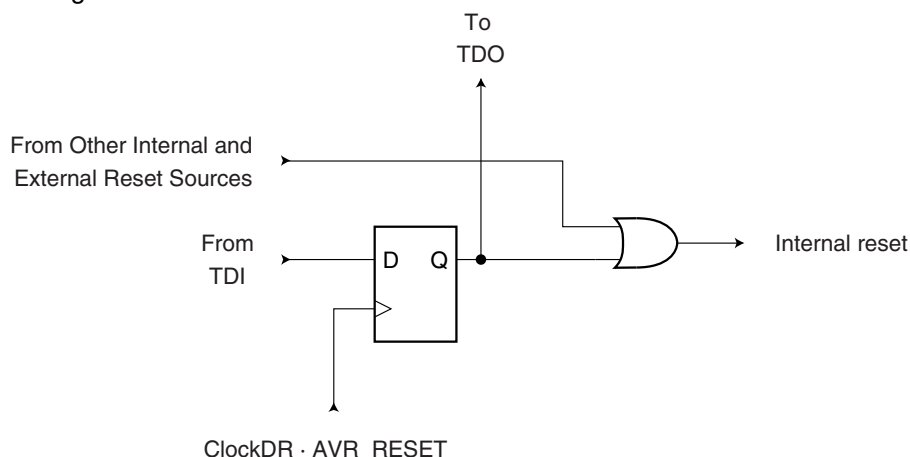 To
TDO
From Other Internal and
External Reset Sources
From
TDI
D Q
Internal reset
ClockDR · AVR_RESET